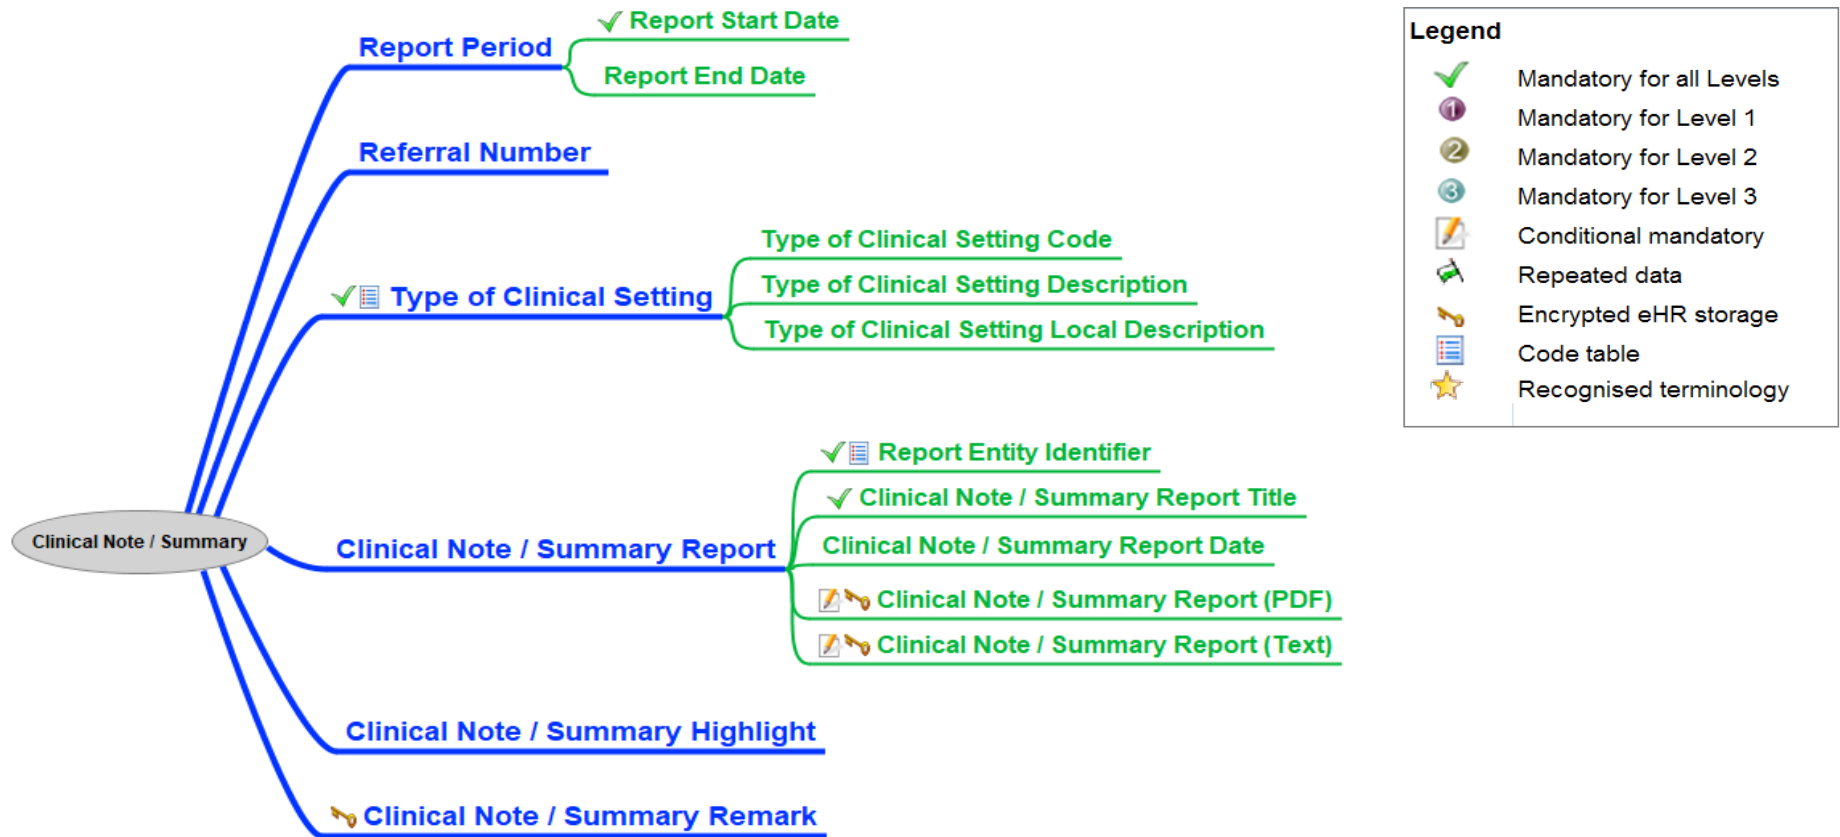 Report Period
Report Start Date
Report End Date
Referral Number
Type of Clinical Setting
Type of Clinical Setting Code
Type of Clinical Setting Description
Type of Clinical Setting Local Description
Clinical Note / Summary
Clinical Note / Summary Report
Report Entity Identifier
Clinical Note / Summary Report Title
Clinical Note / Summary Report Date
Clinical Note / Summary Report (PDF)
Clinical Note / Summary Report (Text)
Clinical Note / Summary Highlight
Clinical Note / Summary Remark
Legend
Mandatory for all Levels
1 Mandatory for Level 1
2 Mandatory for Level 2
3 Mandatory for Level 3
Conditional mandatory
Repeated data
Encrypted eHR storage
Code table
Recognised terminology